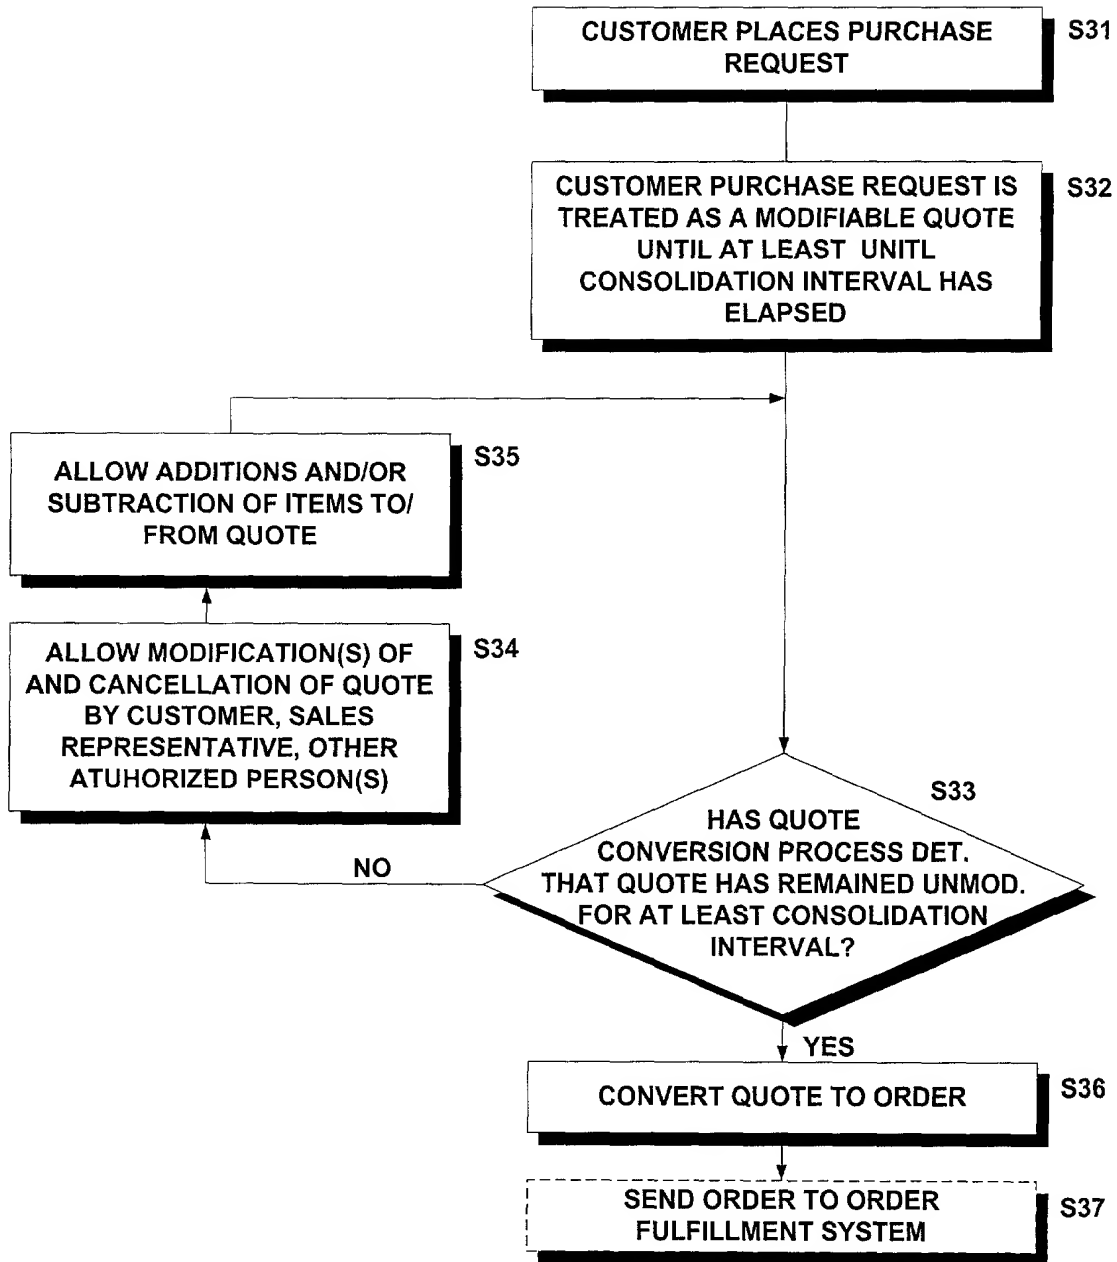 CUSTOMER PLACES PURCHASE
REQUEST
S31
CUSTOMER PURCHASE REQUEST IS
TREATED AS A MODIFIABLE QUOTE
UNTIL AT LEAST UNITL
CONSOLIDATION INTERVAL HAS
ELAPSED
S32
ALLOW ADDITIONS AND/OR
SUBTRACTION OF ITEMS TO/
FROM QUOTE
S35
ALLOW MODIFICATION(S) OF
AND CANCELLATION OF QUOTE
BY CUSTOMER, SALES
REPRESENTATIVE, OTHER
ATUHORIZED PERSON(S)
S34
S33
HAS QUOTE
CONVERSION PROCESS DET.
THAT QUOTE HAS REMAINED UNMOD.
FOR AT LEAST CONSOLIDATION
INTERVAL?
NO
YES
CONVERT QUOTE TO ORDER
S36
SEND ORDER TO ORDER
FULFILLMENT SYSTEM
S37